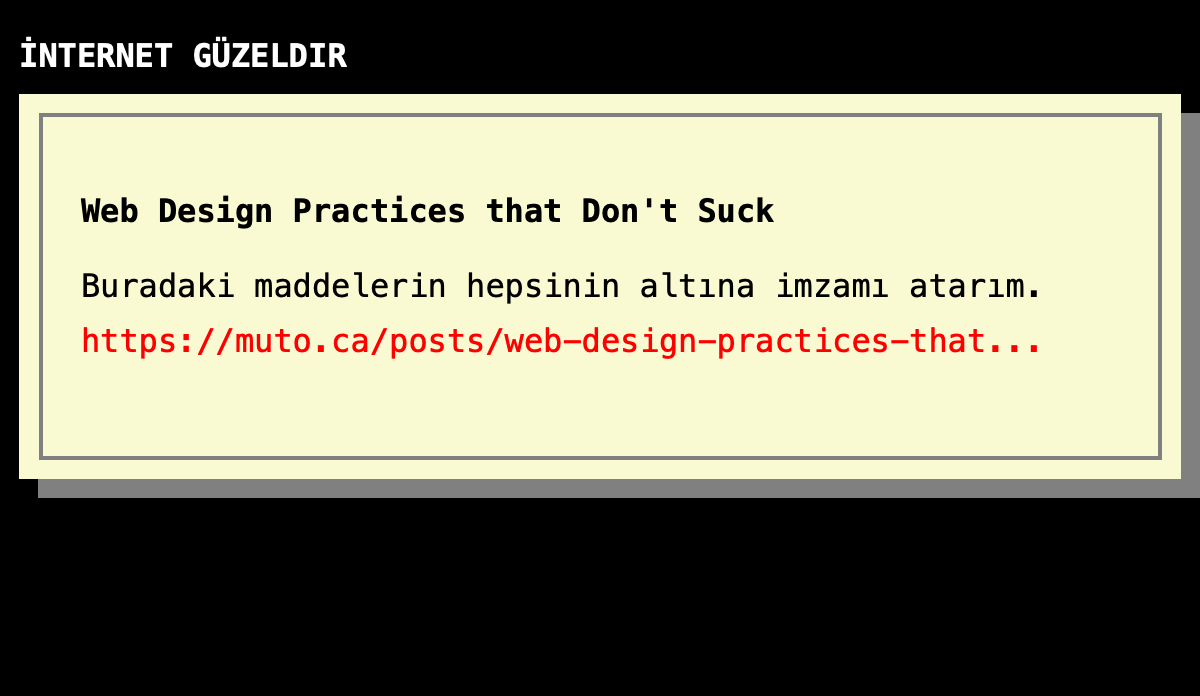 İNTERNET GÜZELDIR
Web Design Practices that Don't Suck
Buradaki maddelerin hepsinin altına imzamı atarım.
https://muto.ca/posts/web-design-practices-that...